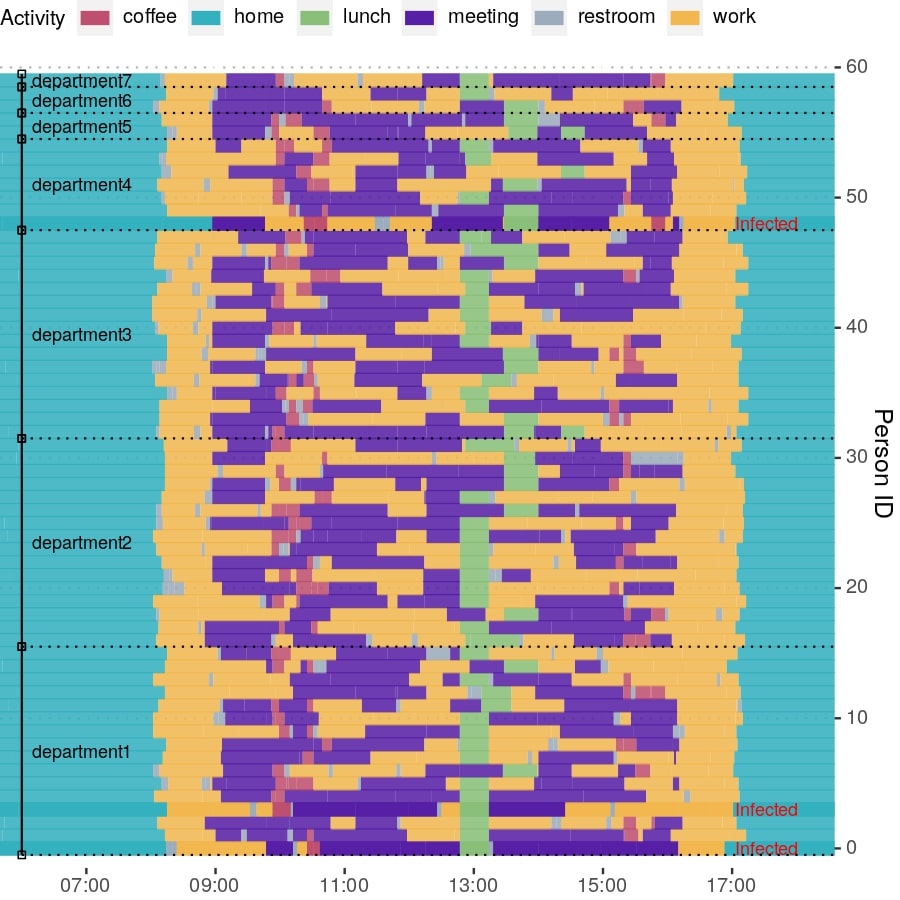 Activity coffee home lunch meeting restroom work
60
department7
department6
department5
department4
50
Infected
department3
40
Person ID
30
department2
20
10
department1
Infected
0
Infected
07:00 09:00 11:00 13:00 15:00 17:00